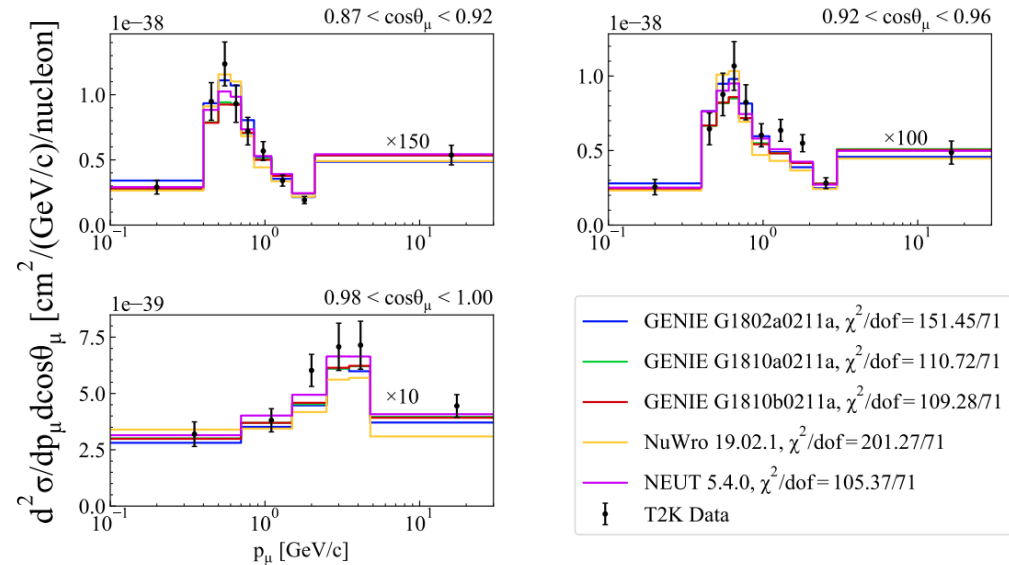 1e−38
0.87 < cosθμ < 0.92
1.0
0.5
0.0
×150
10⁻¹
10⁰
10¹
1e−38
0.92 < cosθμ < 0.96
1.0
0.5
0.0
×100
10⁻¹
10⁰
10¹
d² σ/dpμ dcosθμ [cm²/(GeV/c)/nucleon]
1e−39
0.98 < cosθμ < 1.00
7.5
5.0
2.5
0.0
×10
10⁻¹
10⁰
10¹
pμ [GeV/c]
GENIE G1802a0211a, χ²/dof = 151.45/71
GENIE G1810a0211a, χ²/dof = 110.72/71
GENIE G1810b0211a, χ²/dof = 109.28/71
NuWro 19.02.1, χ²/dof = 201.27/71
NEUT 5.4.0, χ²/dof = 105.37/71
T2K Data